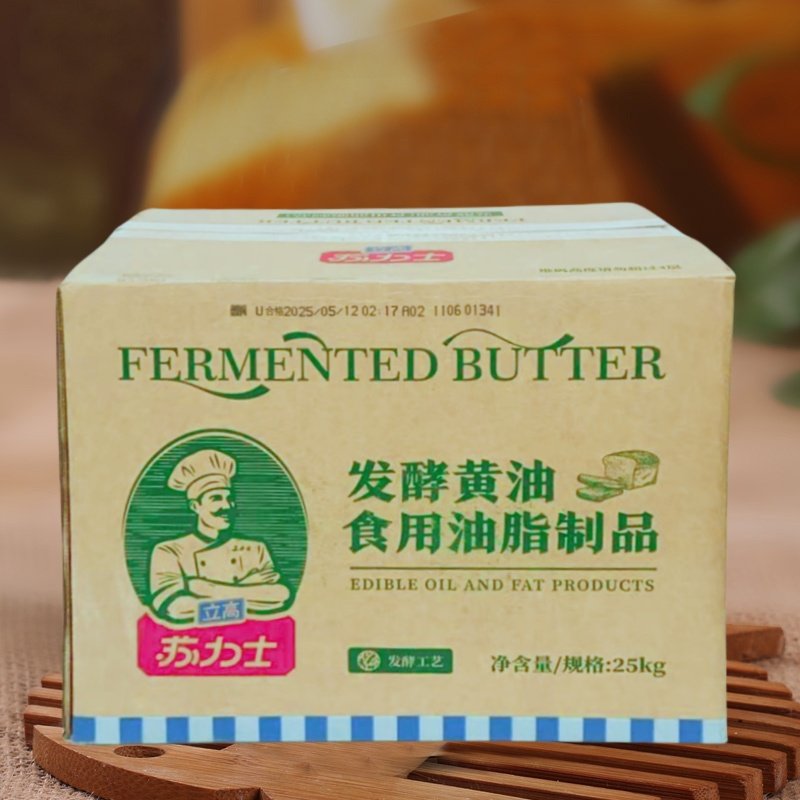 苏力士
U合格2025/05/12 02:17 A02 1106 01341
FERMENTED BUTTER
发酵黄油
食用油脂制品
EDIBLE OIL AND FAT PRODUCTS
立高
苏力士
发酵工艺
净含量/规格:25kg